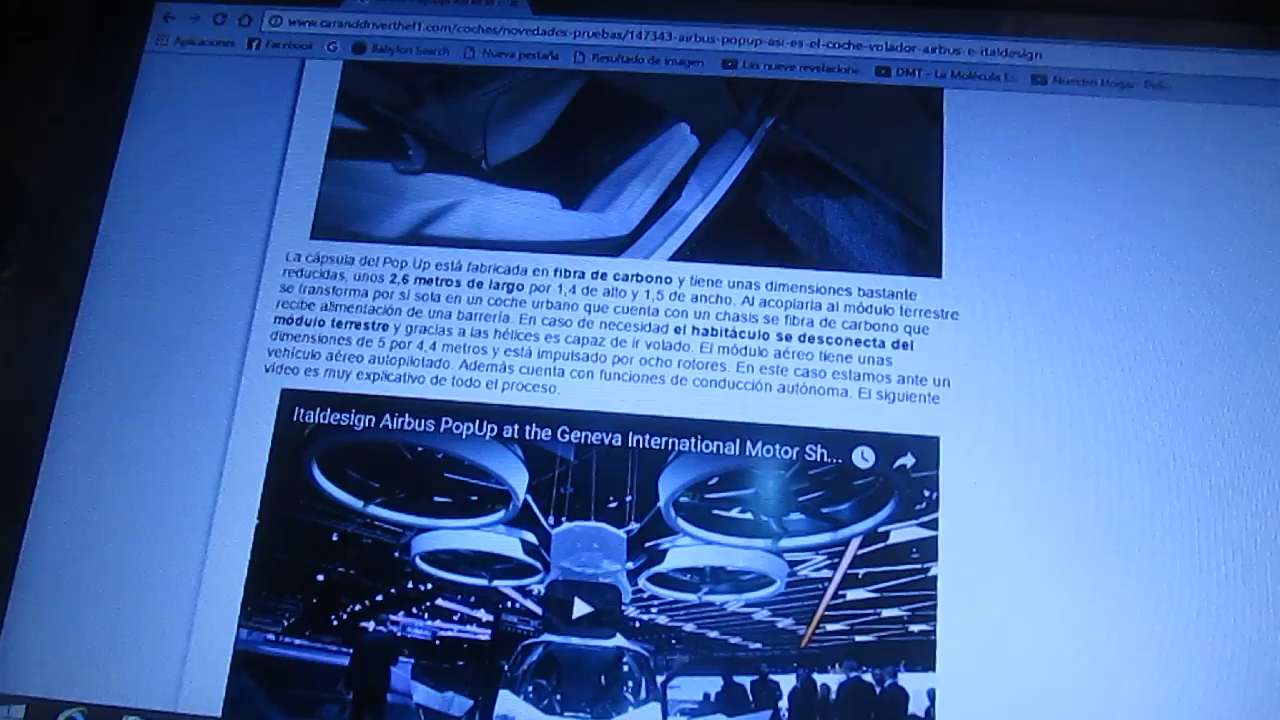 www.caranddriverthef1.com/coches/novedades-pruebas/147343-airbus-popup-asi-es-el-coche-volador-airbus-e-italdesign
Aplicaciones Facebook Babylon Search Nueva pestaña Resultado de imagen Las nueve revelacione DMT - La Molécula Es Nuestro Hogar - Pelic
La cápsula del Pop.Up está fabricada en fibra de carbono y tiene unas dimensiones bastante
reducidas, unos 2,6 metros de largo por 1,4 de alto y 1,5 de ancho. Al acoplarla al módulo terrestre
se transforma por sí sola en un coche urbano que cuenta con un chasis se fibra de carbono que
recibe alimentación de una barrería. En caso de necesidad el habitáculo se desconecta del
módulo terrestre y gracias a las hélices es capaz de ir volado. El módulo aéreo tiene unas
dimensiones de 5 por 4,4 metros y está impulsado por ocho rotores. En este caso estamos ante un
vehículo aéreo autopilotado. Además cuenta con funciones de conducción autónoma. El siguiente
vídeo es muy explicativo de todo el proceso.
Italdesign Airbus PopUp at the Geneva International Motor Sh...